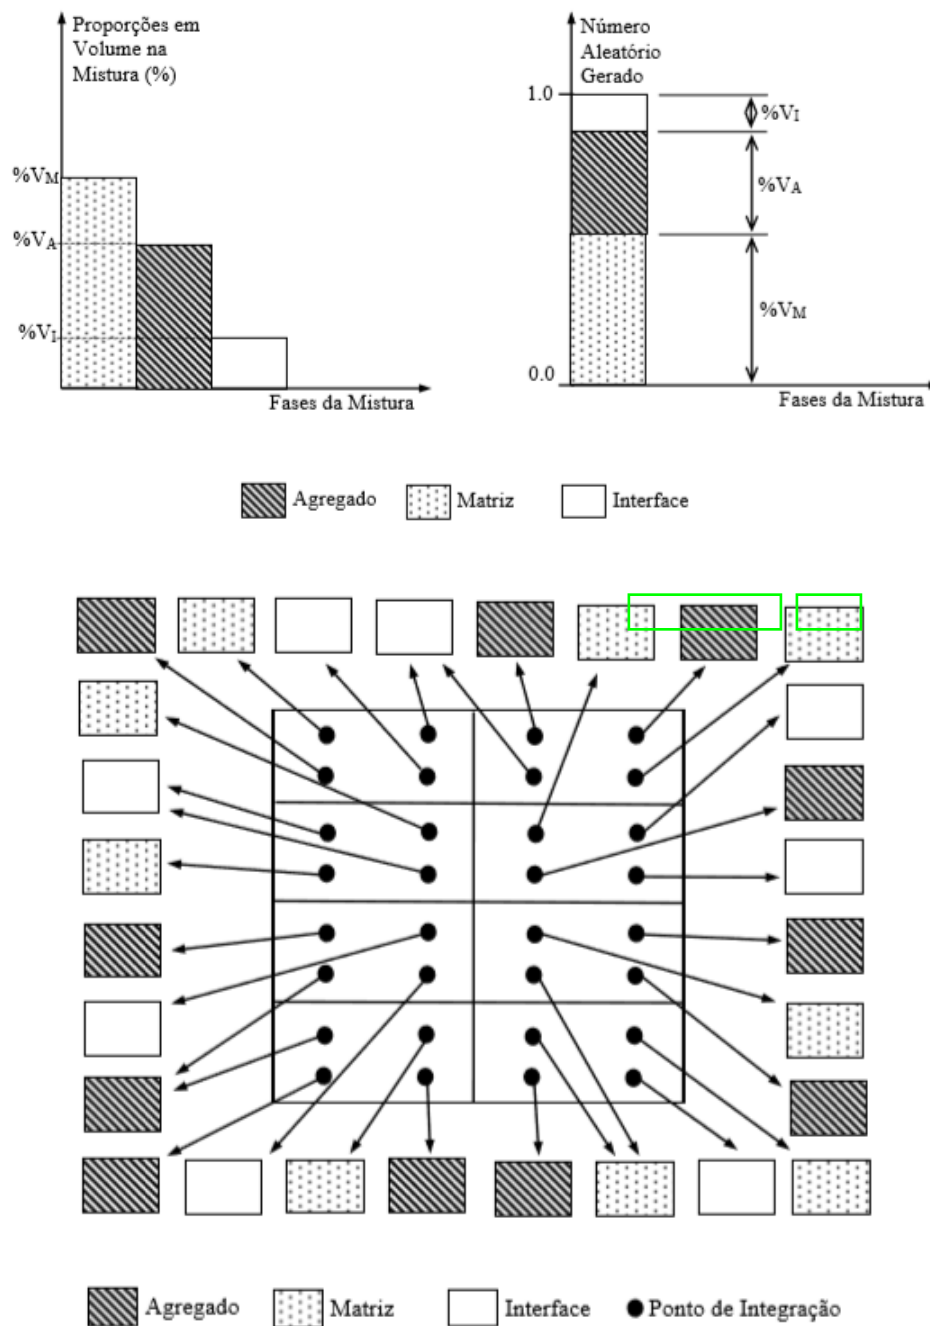 Proporções em
Volume na
Mistura (%)
%VM
%VA
%VI
Fases da Mistura
Número
Aleatório
Gerado
1.0
%VI
%VA
%VM
0.0
Fases da Mistura
Agregado Matriz Interface
Agregado Matriz Interface Ponto de Integração